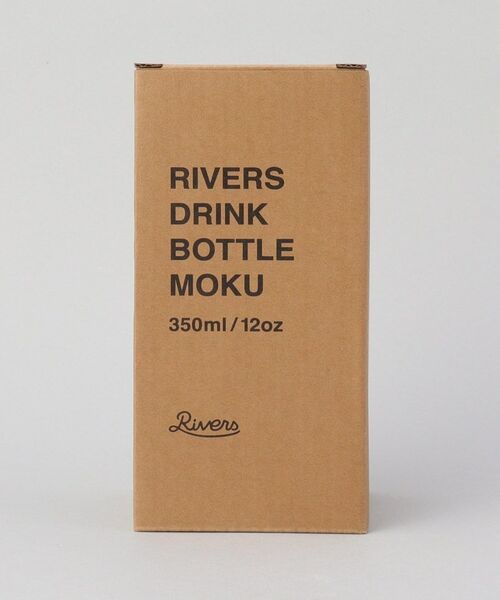 RIVERS
DRINK
BOTTLE
MOKU
350ml/12oz
Rivers